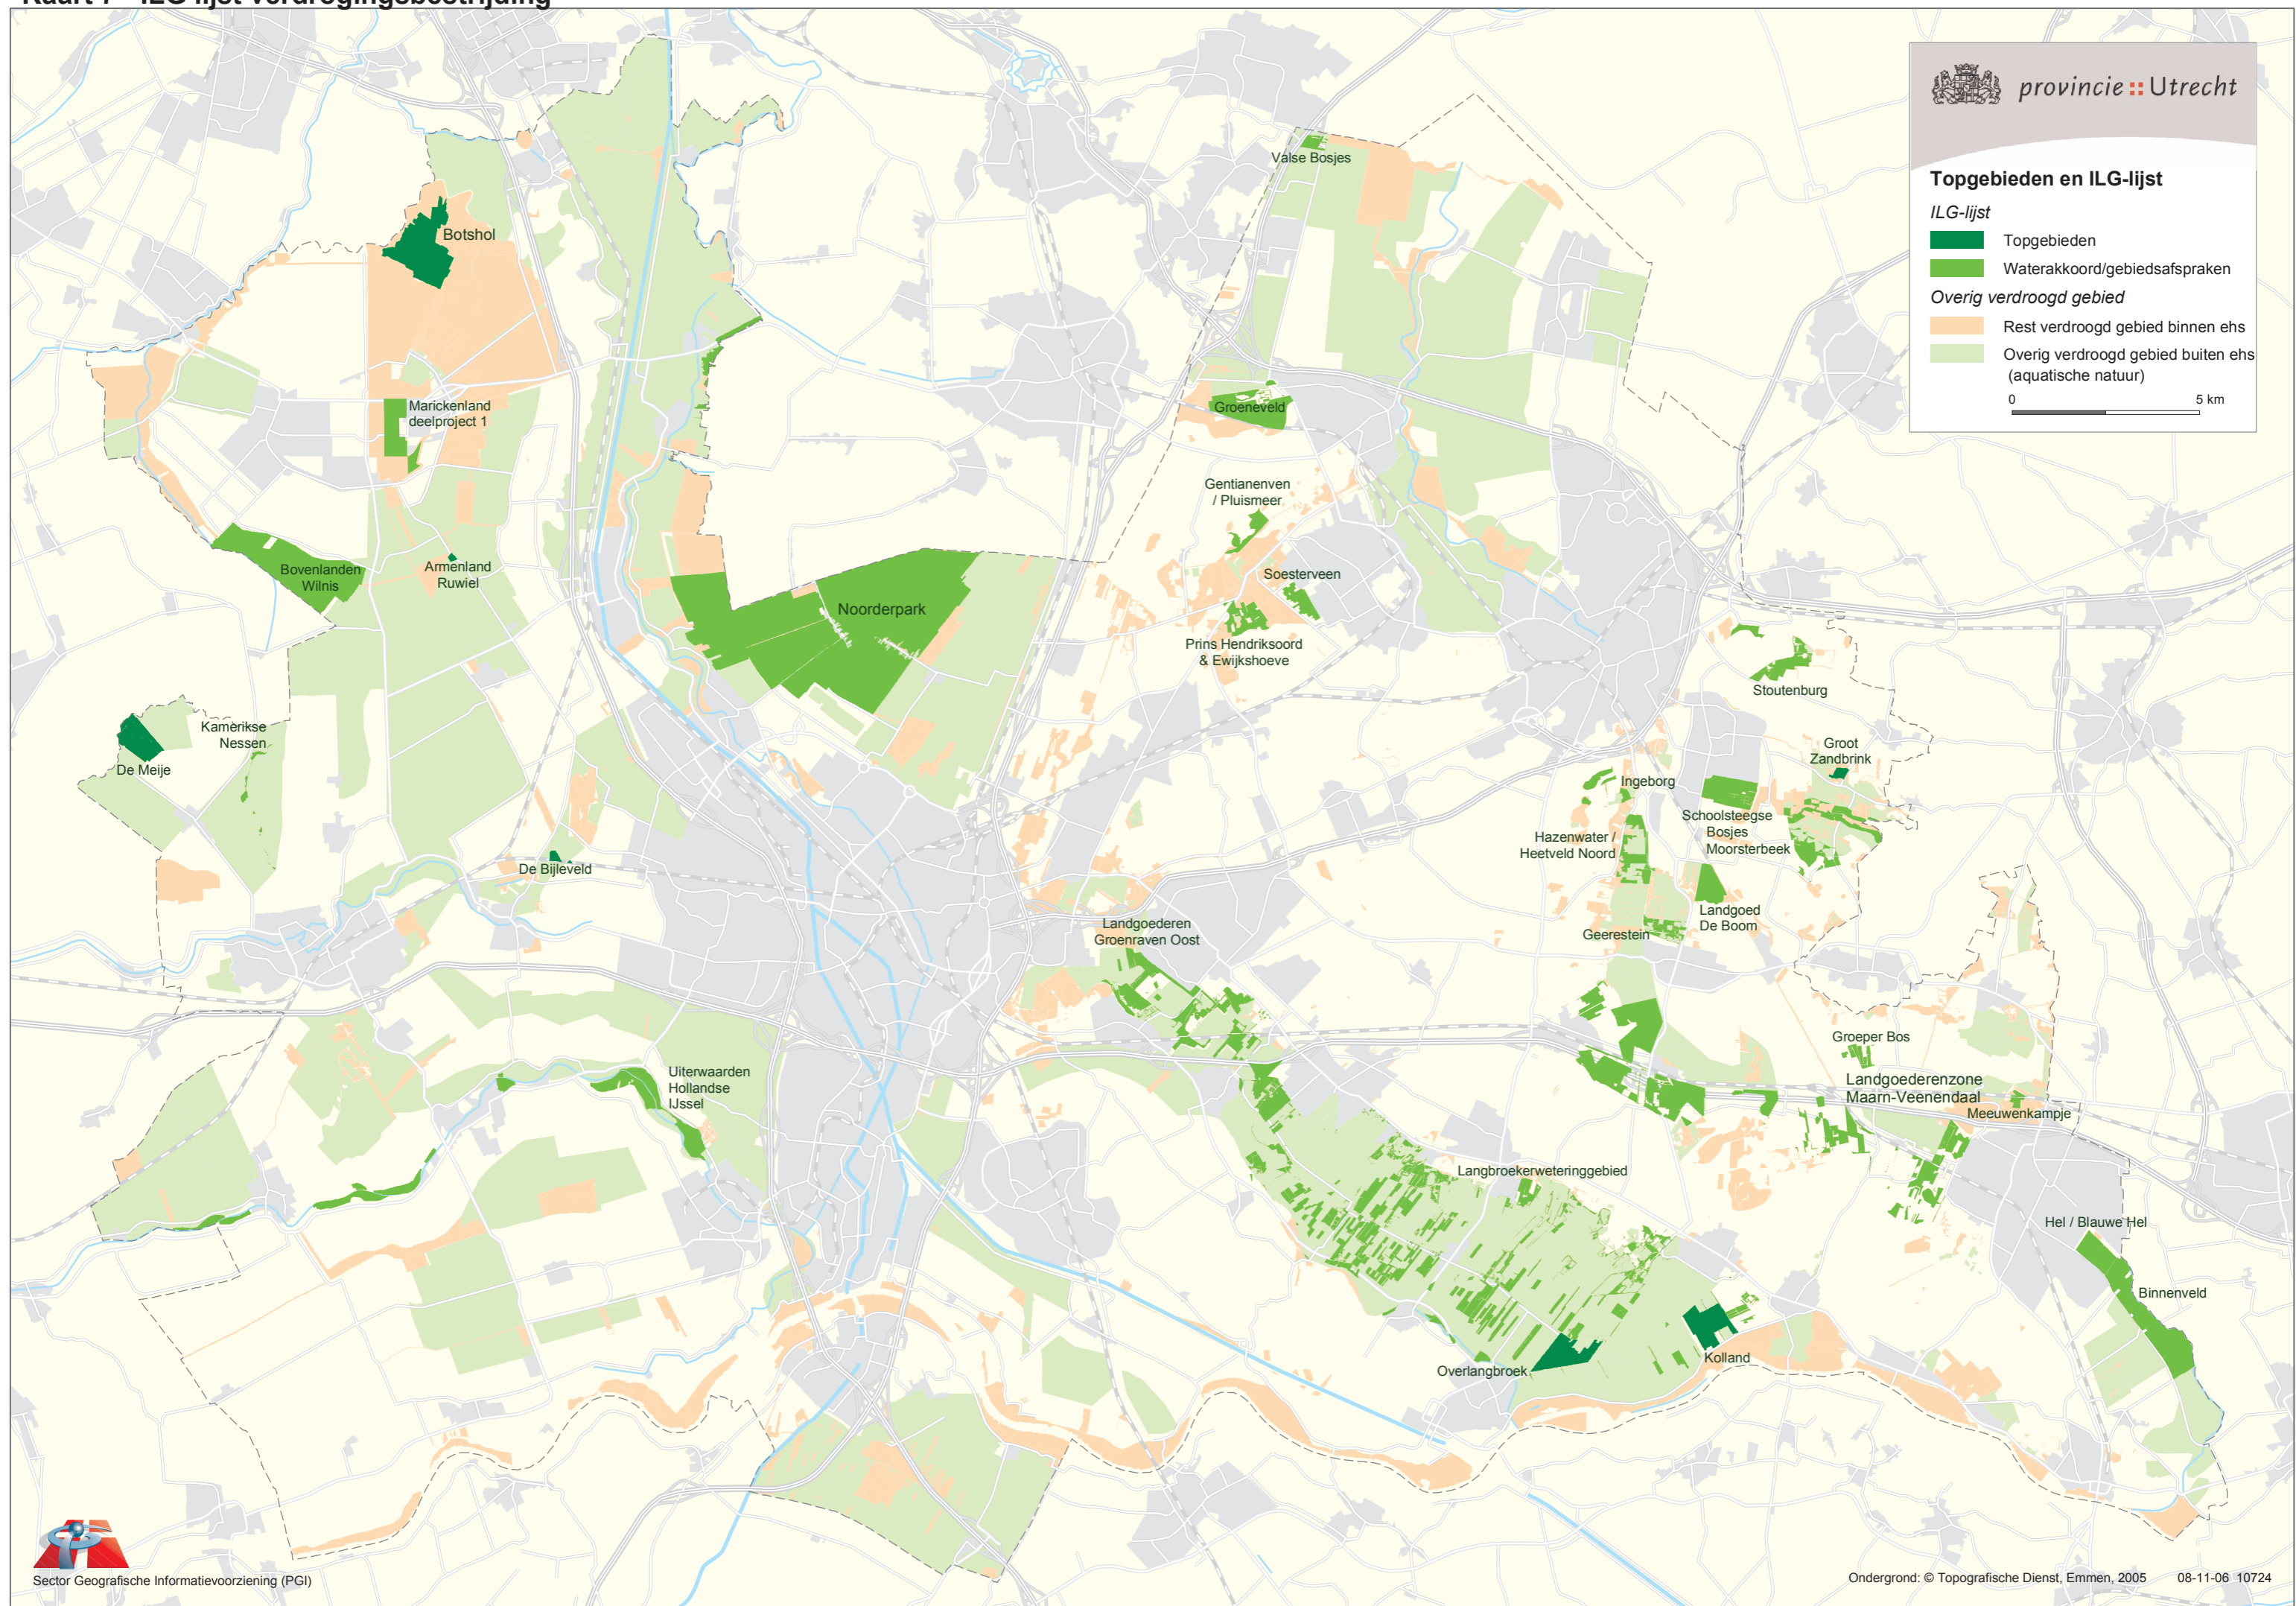 provincie :: Utrecht
Topgebieden en ILG-lijst
ILG-lijst
Topgebieden
Waterakkoord/gebiedsafspraken
Overig verdroogd gebied
Rest verdroogd gebied binnen ehs
Overig verdroogd gebied buiten ehs
(aquatische natuur)
0 5 km
Valse Bosjes
Botshol
Marickenland
deelproject 1
Groeneveld
Gentianenven
/ Pluismeer
Bovenlanden
Wilnis
Armenland
Ruwiel
Soesterveen
Noorderpark
Prins Hendriksoord
& Ewijkshoeve
Stoutenburg
Kamerikse
Nessen
De Meije
Groot
Zandbrink
Ingeborg
Schoolsteegse
Bosjes
Moorsterbeek
Hazenwater /
Heetveld Noord
De Bijleveld
Landgoed
De Boom
Geerestein
Landgoederen
Groenraven Oost
Groeper Bos
Landgoederenzone
Maarn-Veenendaal
Meeuwenkampje
Uiterwaarden
Hollandse
IJssel
Langbroekerweteringgebied
Hel / Blauwe Hel
Binnenveld
Kolland
Overlangbroek
Sector Geografische Informatievoorziening (PGI)
Ondergrond: © Topografische Dienst, Emmen, 2005 08-11-06 10724